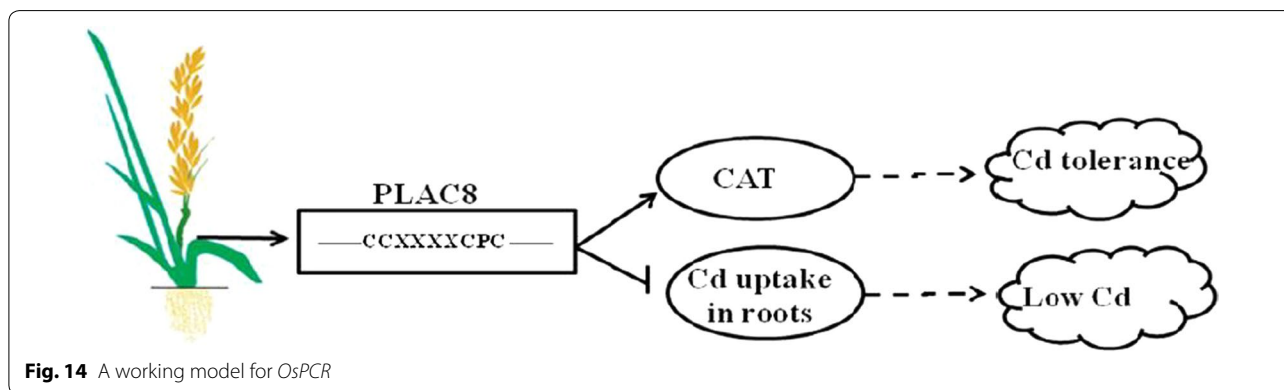 PLAC8
CCXXXXCPC
CAT
Cd tolerance
Cd uptake
in roots
Low Cd
Fig. 14 A working model for OsPCR